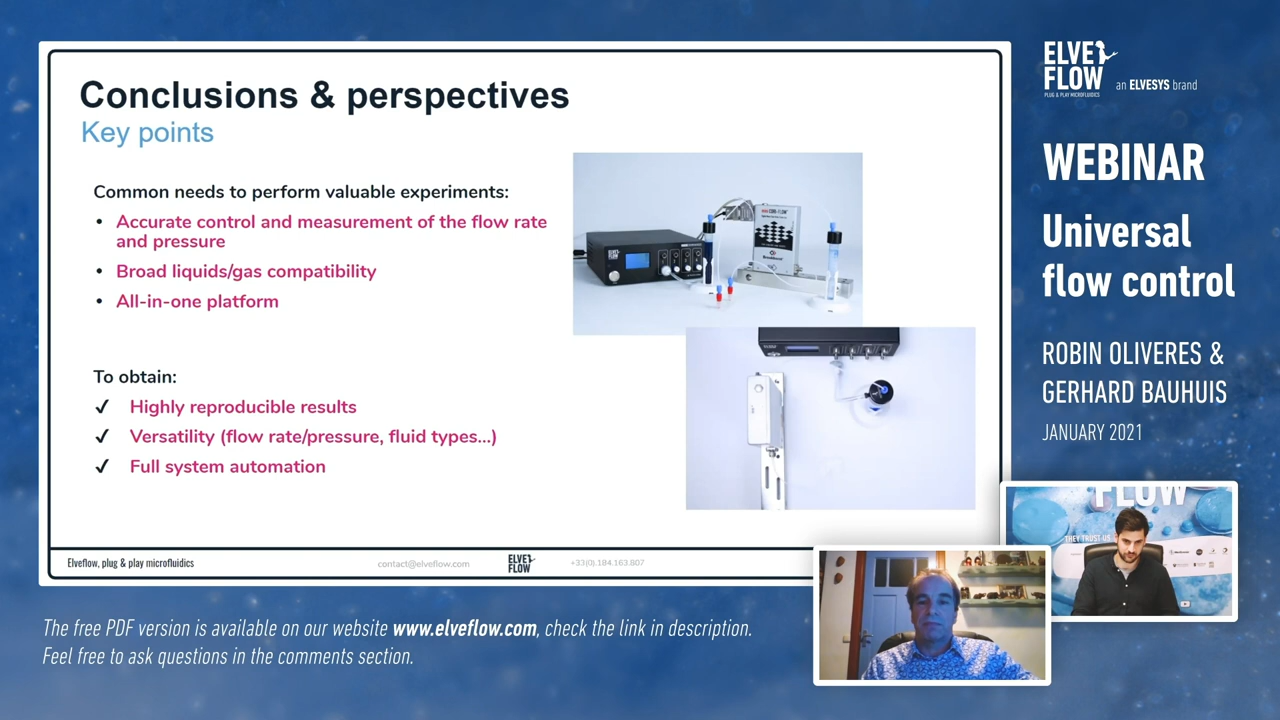 Conclusions & perspectives
Key points
Common needs to perform valuable experiments:
• Accurate control and measurement of the flow rate
and pressure
• Broad liquids/gas compatibility
• All-in-one platform
To obtain:
✓ Highly reproducible results
✓ Versatility (flow rate/pressure, fluid types...)
✓ Full system automation
Elveflow, plug & play microfluidics
contact@elveflow.com
ELVE
FLOW
+33(0).184.163.807
The free PDF version is available on our website www.elveflow.com, check the link in description.
Feel free to ask questions in the comments section.
ELVE
FLOW
PLUG & PLAY MICROFLUIDICS
an ELVESYS brand
WEBINAR
Universal
flow control
ROBIN OLIVERES &
GERHARD BAUHUIS
JANUARY 2021
FLOW
THEY TRUST US